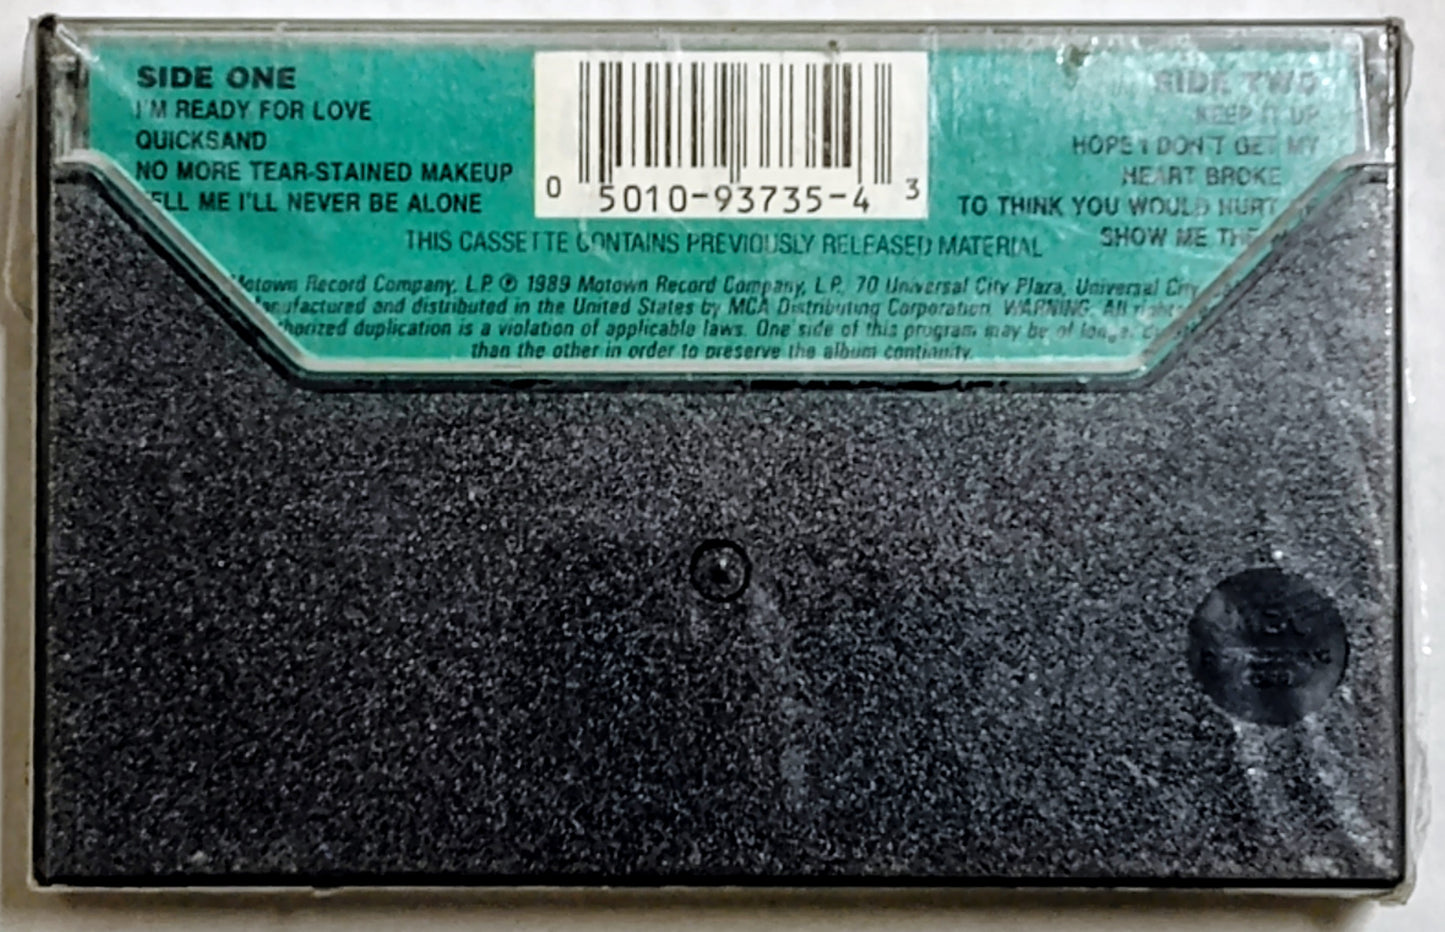 SIDE ONE
I'M READY FOR LOVE
QUICKSAND
NO MORE TEAR-STAINED MAKEUP
TELL ME I'LL NEVER BE ALONE
0 5010-93735-4 3
SIDE TWO
KEEP IT UP
HOPE I DON'T GET MY
HEART BROKE
TO THINK YOU WOULD HURT
SHOW ME THE
THIS CASSETTE CONTAINS PREVIOUSLY RELEASED MATERIAL
Motown Record Company, L.P. ℗ 1989 Motown Record Company, L.P., 70 Universal City Plaza, Universal City
and distributed in the United States by MCA Distributing Corporation. WARNING: All
duplication is a violation of applicable laws. One side of this program may be of
than the other in order to preserve the album continuity.